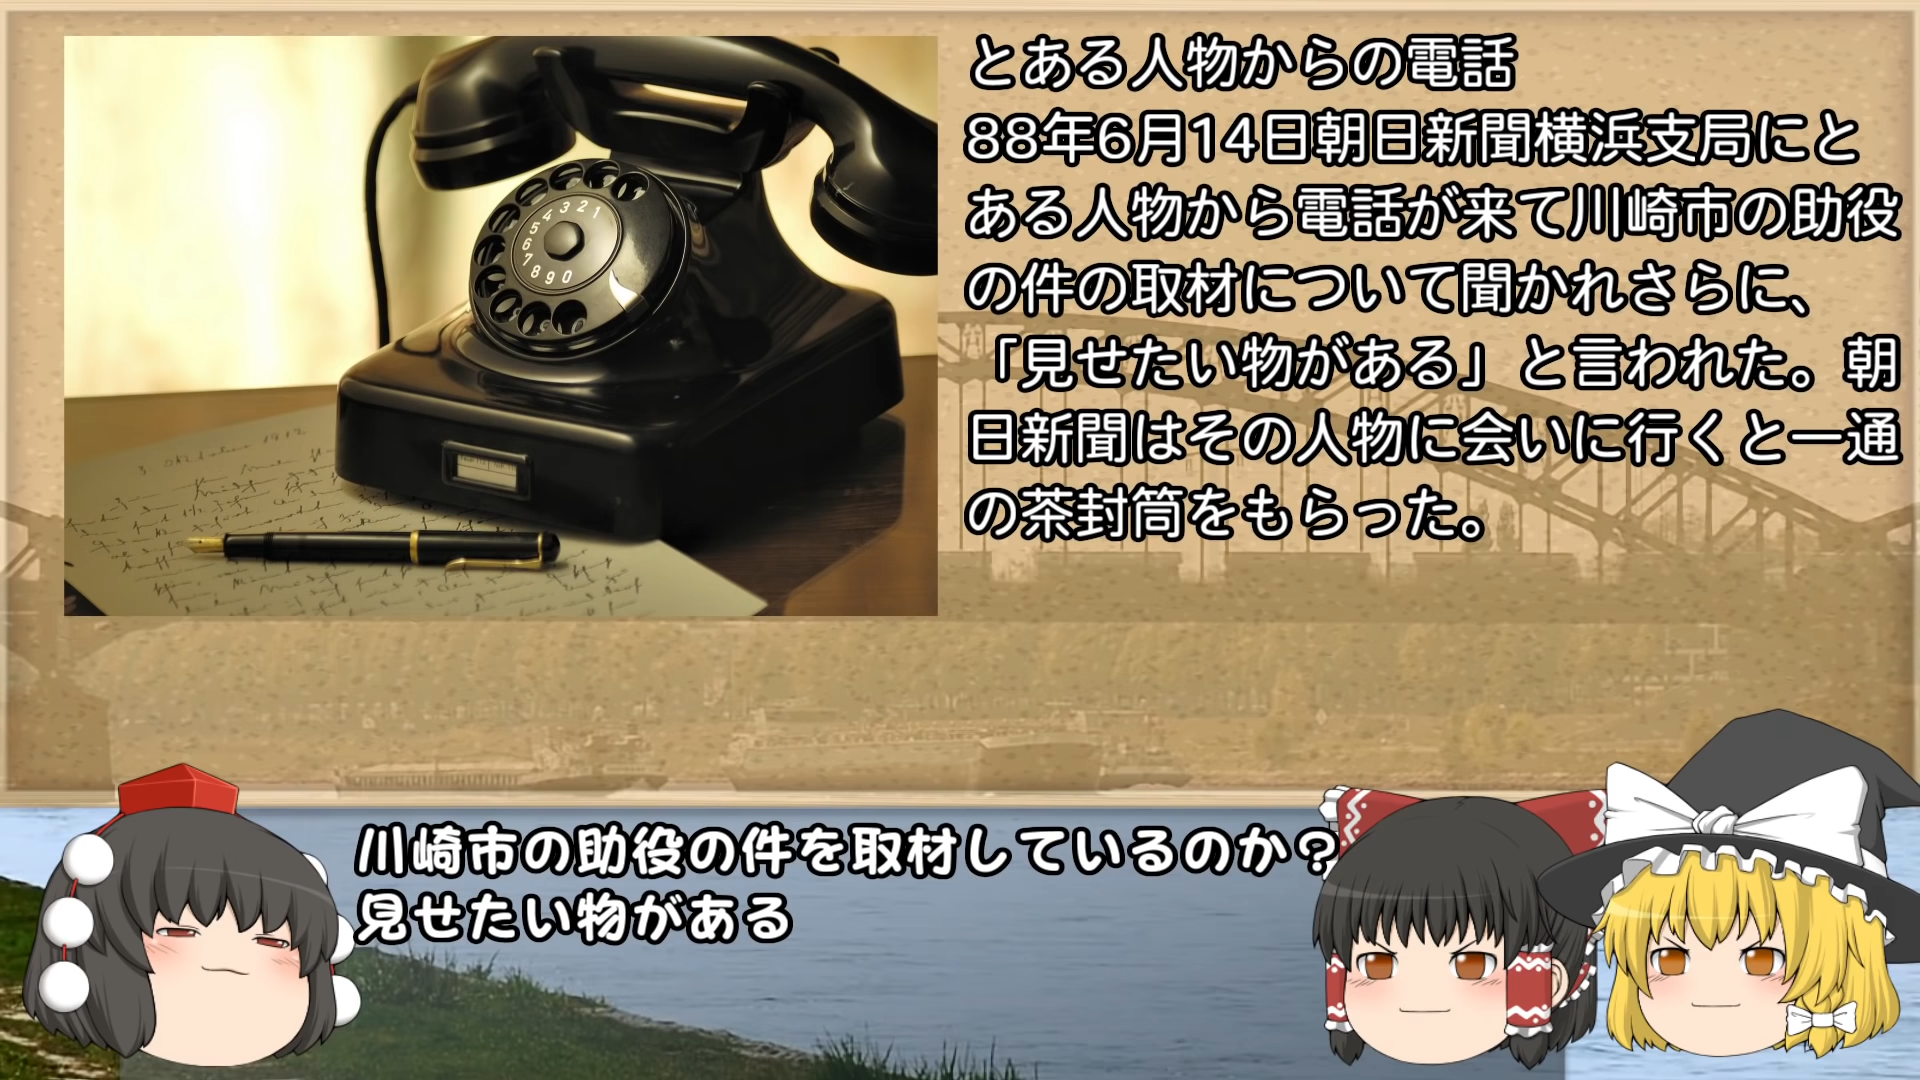 とある人物からの電話
88年6月14日朝日新聞横浜支局にと
ある人物から電話が来て川崎市の助役
の件の取材について聞かれさらに、
「見せたい物がある」と言われた。朝
日新聞はその人物に会いに行くと一通
の茶封筒をもらった。
川崎市の助役の件を取材しているのか?
見せたい物がある